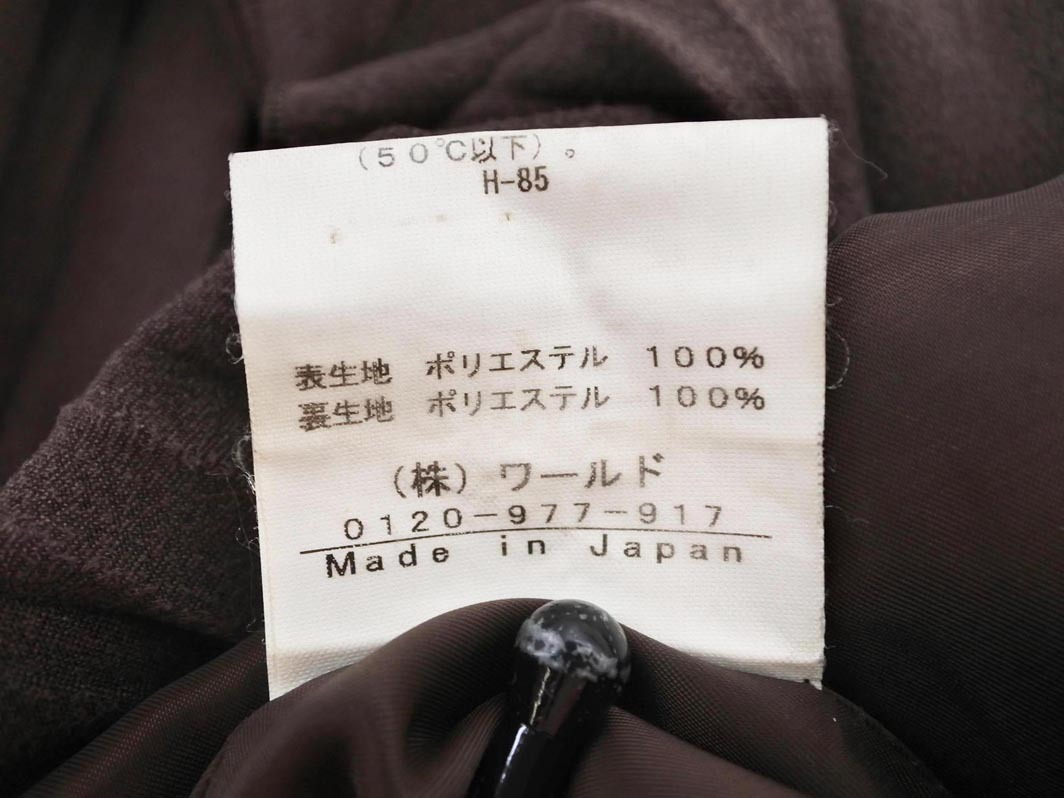 (50℃以下)。
H-85
表生地 ポリエステル 100%
裏生地 ポリエステル 100%
(株)ワールド
0120-977-917
Made in Japan